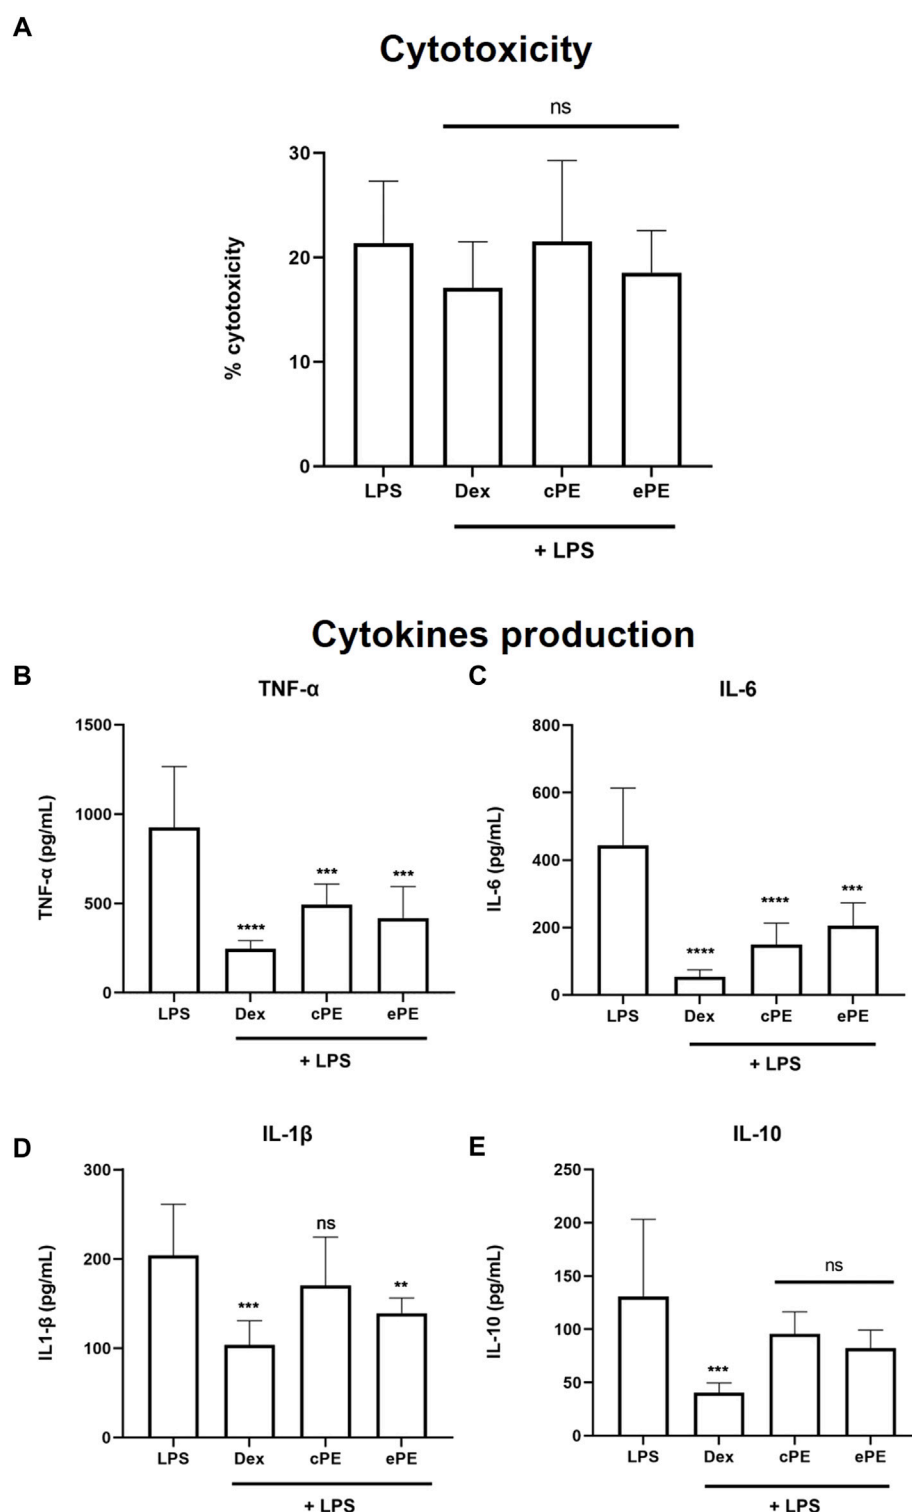 A
Cytotoxicity
ns
30
20
10
0
% cytotoxicity
LPS Dex cPE ePE
+ LPS
Cytokines production
B
TNF-α
1500
1000
500
0
TNF-α (pg/mL)
**** *** ***
LPS Dex cPE ePE
+ LPS
C
IL-6
800
600
400
200
0
IL-6 (pg/mL)
**** **** ***
LPS Dex cPE ePE
+ LPS
D
IL-1β
300
200
100
0
IL1-β (pg/mL)
*** ns **
LPS Dex cPE ePE
+ LPS
E
IL-10
250
200
150
100
50
0
IL-10 (pg/mL)
*** ns
LPS Dex cPE ePE
+ LPS